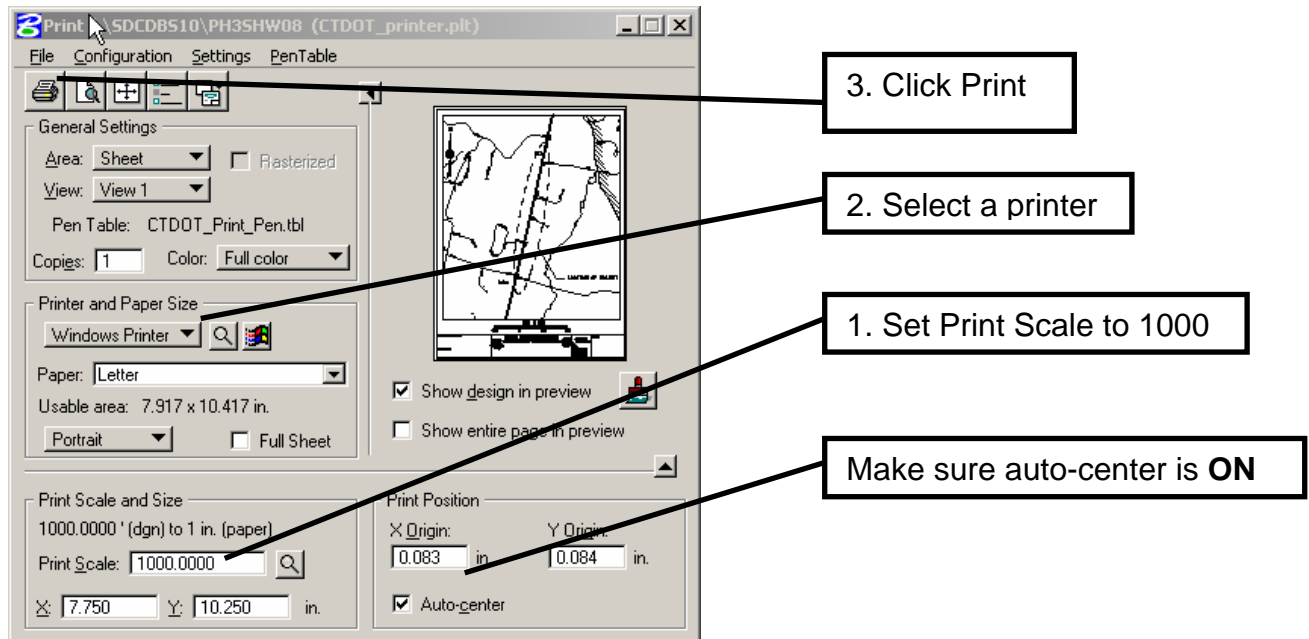 Print \\SDCDBS10\PH3SHW08 (CTDOT_printer.plt)
File Configuration Settings PenTable
General Settings
Area: Sheet Rasterized
View: View 1
Pen Table: CTDOT_Print_Pen.tbl
Copies: 1 Color: Full color
Printer and Paper Size
Windows Printer
Paper: Letter
Usable area: 7.917 x 10.417 in.
Portrait Full Sheet
Show design in preview
Show entire page in preview
Print Scale and Size
1000.0000 ' (dgn) to 1 in. (paper)
Print Scale: 1000.0000
X: 7.750 Y: 10.250 in.
Print Position
X Origin: Y Origin:
0.083 in. 0.084 in.
Auto-center
3. Click Print
2. Select a printer
1. Set Print Scale to 1000
Make sure auto-center is ON